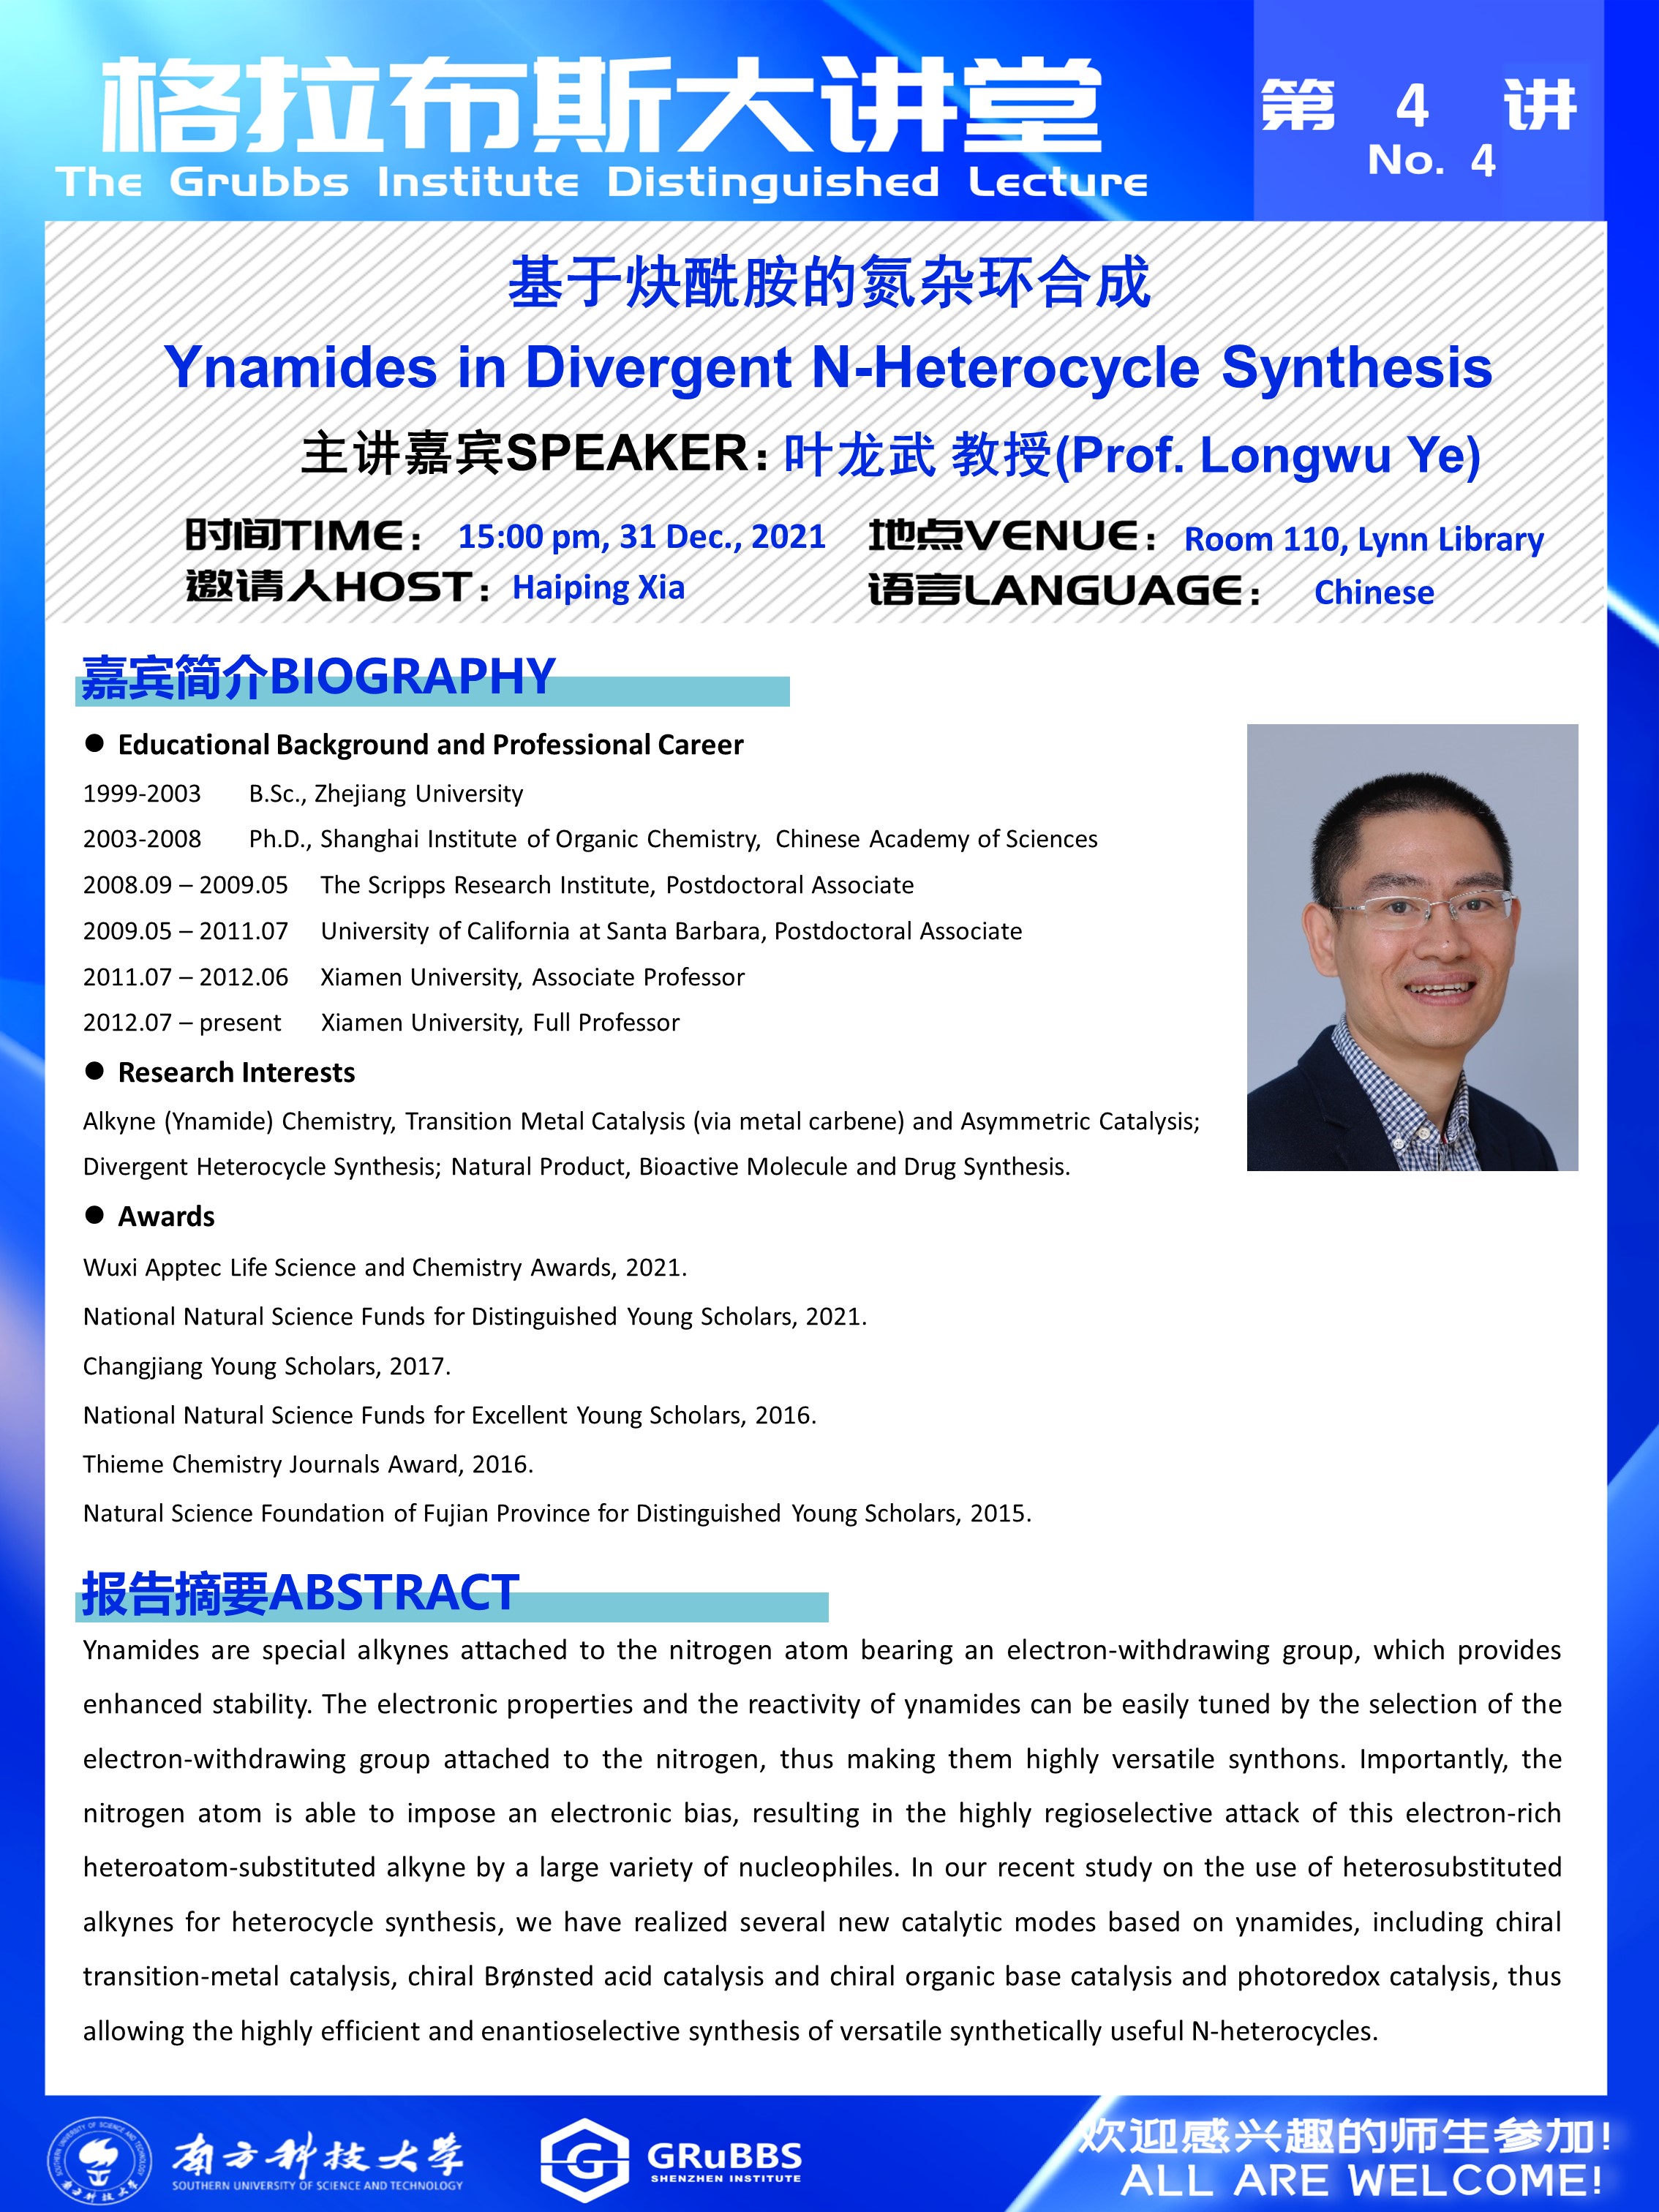 格拉布斯大讲堂
The Grubbs Institute Distinguished Lecture
第 4 讲
No. 4
基于炔酰胺的氮杂环合成
Ynamides in Divergent N-Heterocycle Synthesis
主讲嘉宾SPEAKER：叶龙武 教授(Prof. Longwu Ye)
时间TIME： 15:00 pm, 31 Dec., 2021
地点VENUE： Room 110, Lynn Library
邀请人HOST： Haiping Xia
语言LANGUAGE： Chinese
嘉宾简介BIOGRAPHY
● Educational Background and Professional Career
1999-2003 B.Sc., Zhejiang University
2003-2008 Ph.D., Shanghai Institute of Organic Chemistry, Chinese Academy of Sciences
2008.09 – 2009.05 The Scripps Research Institute, Postdoctoral Associate
2009.05 – 2011.07 University of California at Santa Barbara, Postdoctoral Associate
2011.07 – 2012.06 Xiamen University, Associate Professor
2012.07 – present Xiamen University, Full Professor
● Research Interests
Alkyne (Ynamide) Chemistry, Transition Metal Catalysis (via metal carbene) and Asymmetric Catalysis;
Divergent Heterocycle Synthesis; Natural Product, Bioactive Molecule and Drug Synthesis.
● Awards
Wuxi Apptec Life Science and Chemistry Awards, 2021.
National Natural Science Funds for Distinguished Young Scholars, 2021.
Changjiang Young Scholars, 2017.
National Natural Science Funds for Excellent Young Scholars, 2016.
Thieme Chemistry Journals Award, 2016.
Natural Science Foundation of Fujian Province for Distinguished Young Scholars, 2015.
报告摘要ABSTRACT
Ynamides are special alkynes attached to the nitrogen atom bearing an electron-withdrawing group, which provides
enhanced stability. The electronic properties and the reactivity of ynamides can be easily tuned by the selection of the
electron-withdrawing group attached to the nitrogen, thus making them highly versatile synthons. Importantly, the
nitrogen atom is able to impose an electronic bias, resulting in the highly regioselective attack of this electron-rich
heteroatom-substituted alkyne by a large variety of nucleophiles. In our recent study on the use of heterosubstituted
alkynes for heterocycle synthesis, we have realized several new catalytic modes based on ynamides, including chiral
transition-metal catalysis, chiral Brønsted acid catalysis and chiral organic base catalysis and photoredox catalysis, thus
allowing the highly efficient and enantioselective synthesis of versatile synthetically useful N-heterocycles.
SOUTHERN UNIVERSITY OF SCIENCE AND TECHNOLOGY
南方科技大学
南方科技大学
SOUTHERN UNIVERSITY OF SCIENCE AND TECHNOLOGY
G
GRuBBS
SHENZHEN INSTITUTE
欢迎感兴趣的师生参加!
ALL ARE WELCOME!